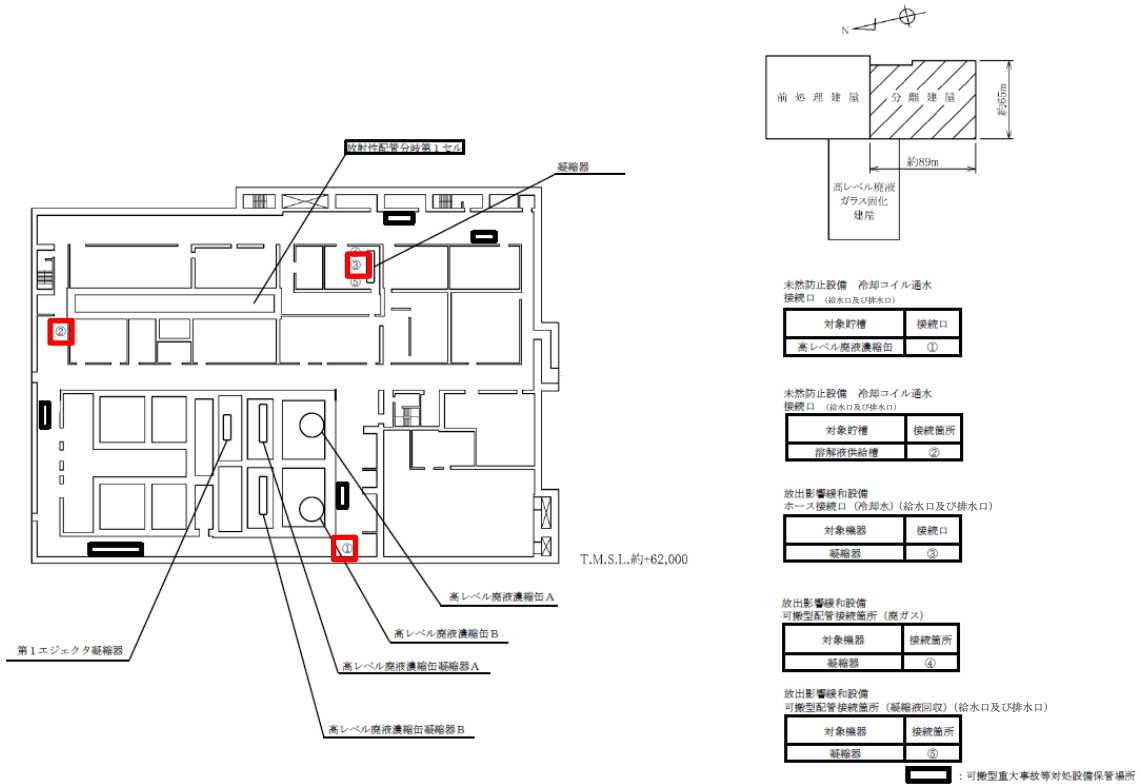 N
前処理建屋
分離建屋
約65m
約89m
高レベル廃液
ガラス固化
建屋
放射性配管分岐第1セル
凝縮器
③
⑤
②
①
T.M.S.L.約+62,000
高レベル廃液濃縮缶A
高レベル廃液濃縮缶B
第1エジェクタ凝縮器
高レベル廃液濃縮缶凝縮器A
高レベル廃液濃縮缶凝縮器B
未然防止設備 冷却コイル通水
接続口 (給水口及び排水口)
対象貯槽 接続口
高レベル廃液濃縮缶 ①
未然防止設備 冷却コイル通水
接続口 (給水口及び排水口)
対象貯槽 接続箇所
溶解液供給槽 ②
放出影響緩和設備
ホース接続口(冷却水)(給水口及び排水口)
対象機器 接続口
凝縮器 ③
放出影響緩和設備
可搬型配管接続箇所(廃ガス)
対象機器 接続箇所
凝縮器 ④
放出影響緩和設備
可搬型配管接続箇所(凝縮液回収)(給水口及び排水口)
対象機器 接続箇所
凝縮器 ⑤
:可搬型重大事故等対処設備保管場所